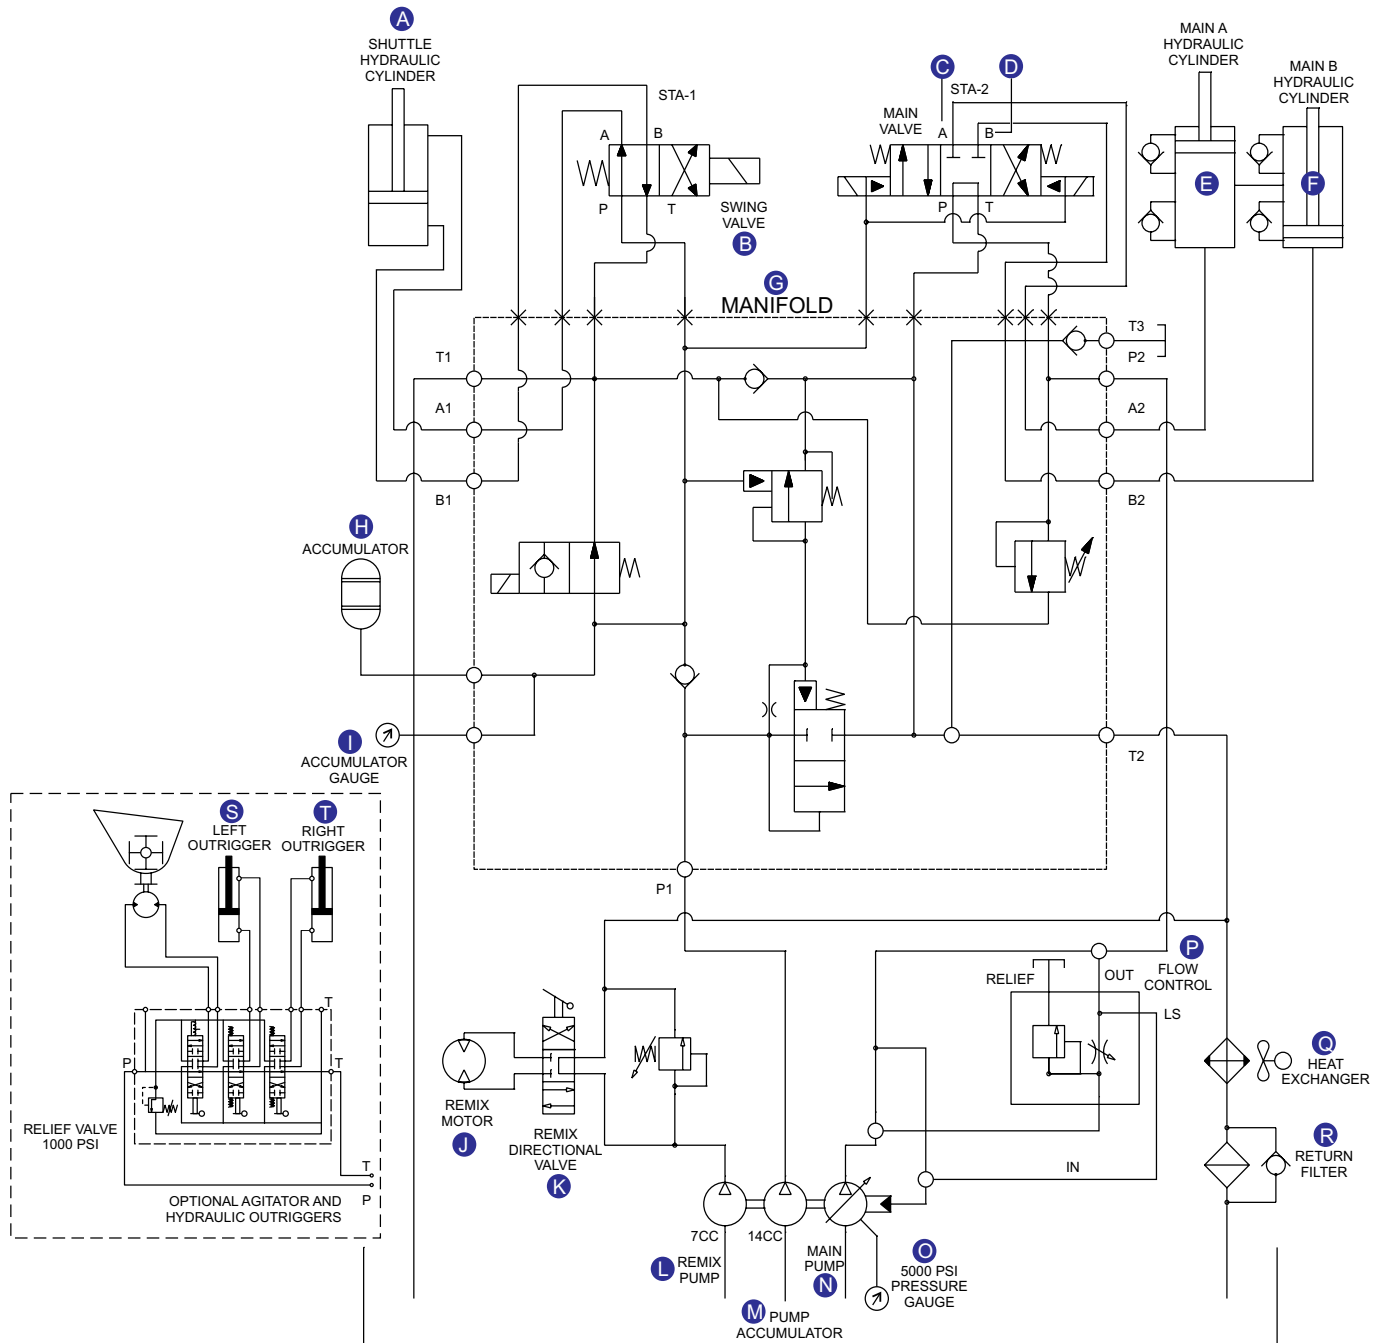 A
SHUTTLE
HYDRAULIC
CYLINDER
STA-1
A
B
P
T
SWING
VALVE
B
C
D
STA-2
MAIN
VALVE
A
B
P
T
MAIN A
HYDRAULIC
CYLINDER
MAIN B
HYDRAULIC
CYLINDER
E
F
G
MANIFOLD
T1
A1
B1
T3
P2
A2
B2
H
ACCUMULATOR
I
ACCUMULATOR
GAUGE
T2
P1
S
LEFT
OUTRIGGER
T
RIGHT
OUTRIGGER
T
P
T
RELIEF VALVE
1000 PSI
T
P
OPTIONAL AGITATOR AND
HYDRAULIC OUTRIGGERS
REMIX
MOTOR
J
REMIX
DIRECTIONAL
VALVE
K
RELIEF
OUT
P
FLOW
CONTROL
LS
IN
Q
HEAT
EXCHANGER
R
RETURN
FILTER
7CC
14CC
L
REMIX
PUMP
M
PUMP
ACCUMULATOR
MAIN
PUMP
N
O
5000 PSI
PRESSURE
GAUGE